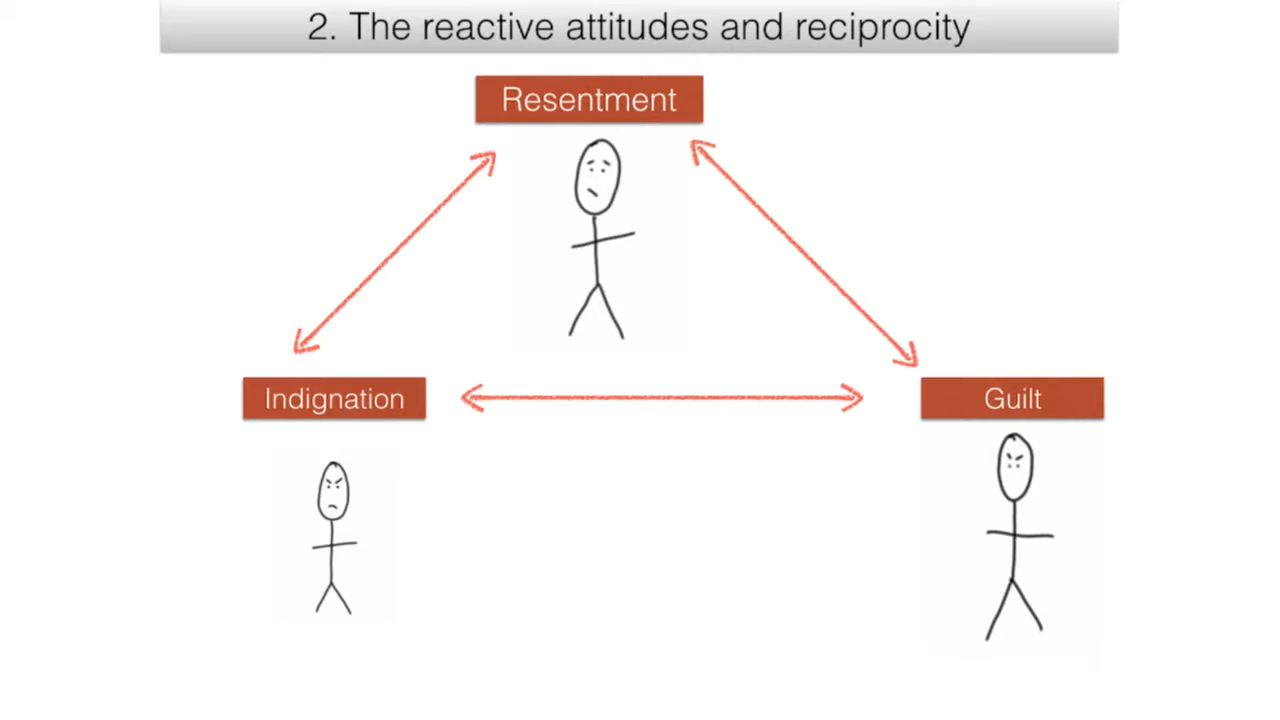 2. The reactive attitudes and reciprocity
Resentment
Indignation
Guilt